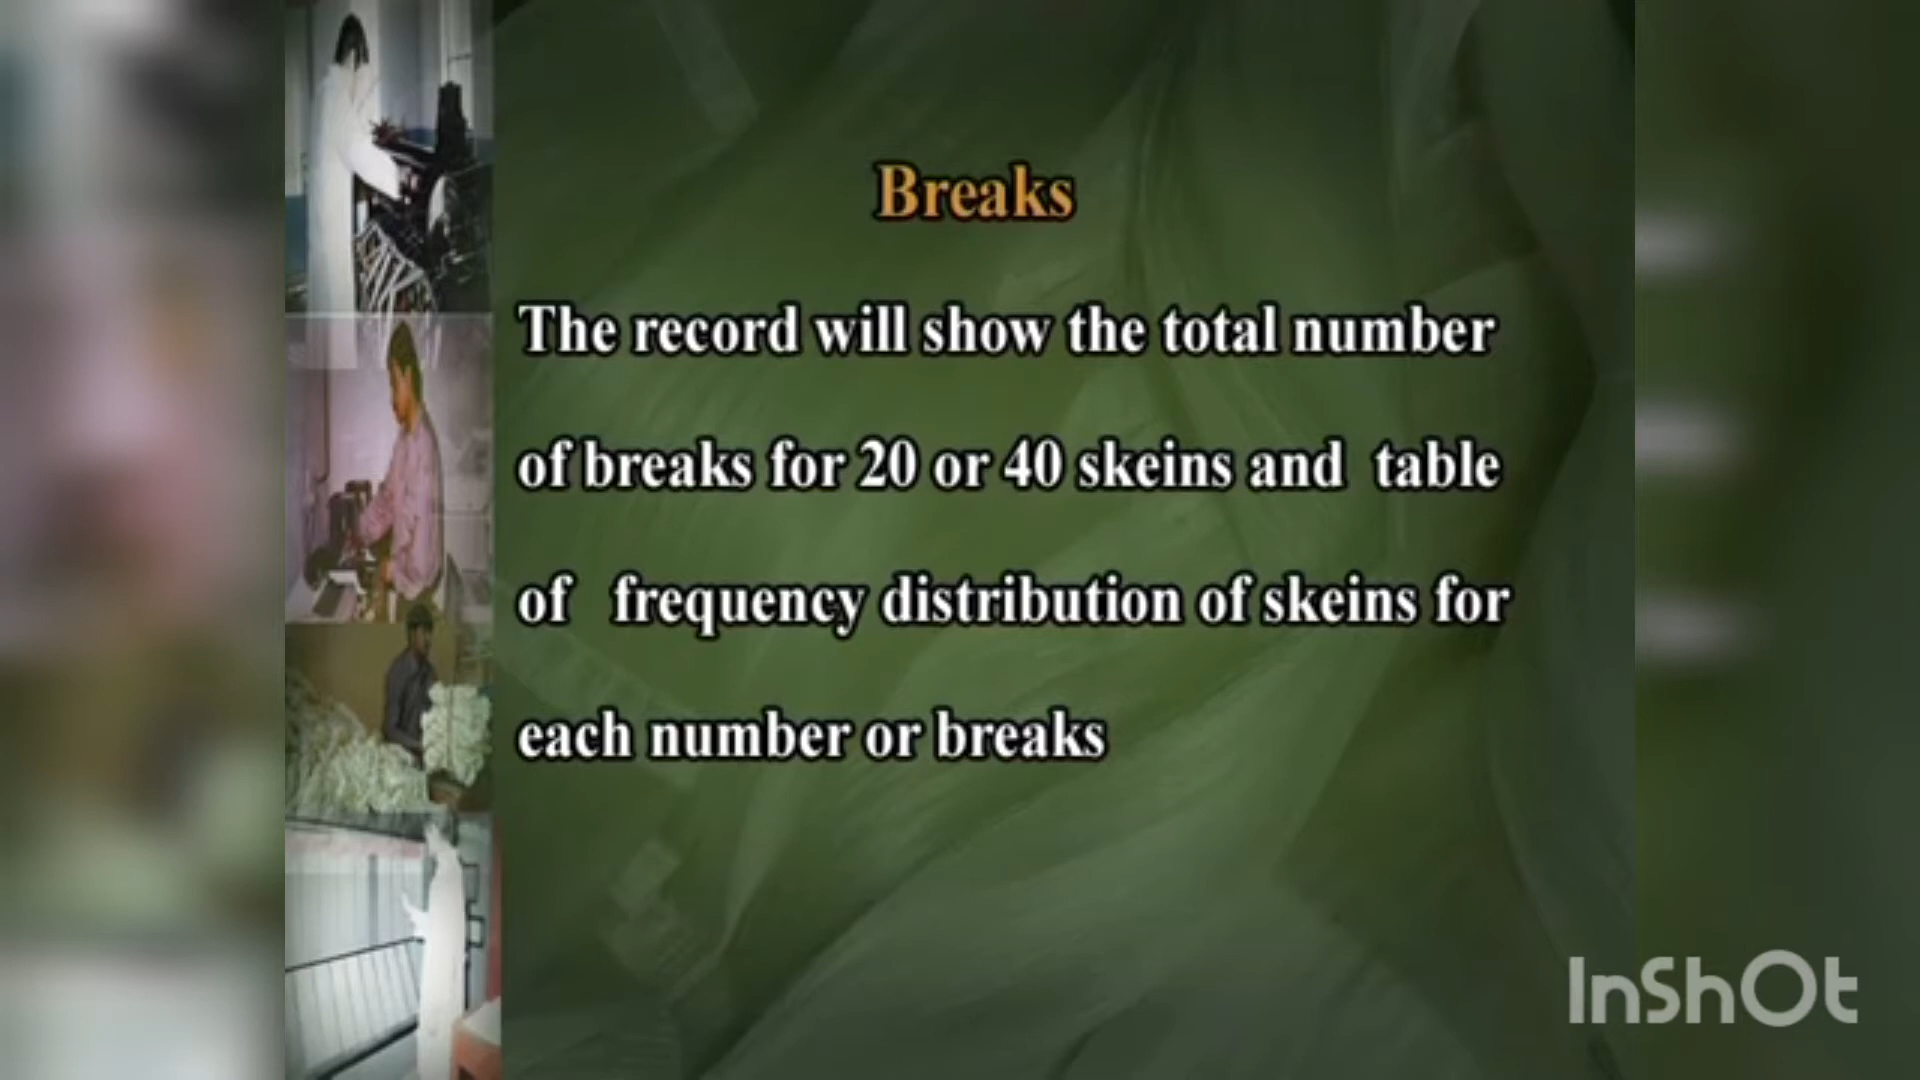 Breaks
The record will show the total number
of breaks for 20 or 40 skeins and table
of frequency distribution of skeins for
each number or breaks
InShOt